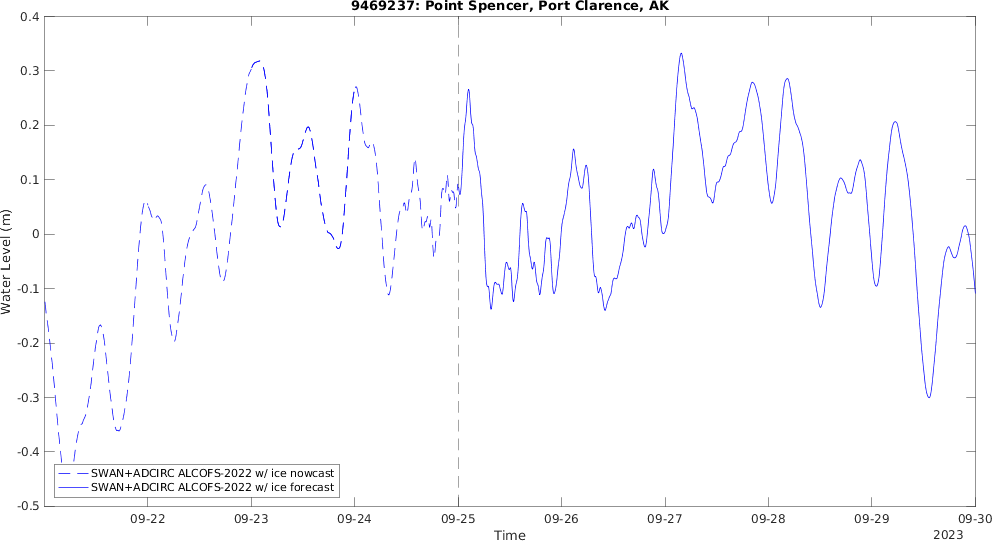 9469237: Point Spencer, Port Clarence, AK
0.4
0.3
0.2
0.1
0
-0.1
-0.2
-0.3
-0.4
-0.5
Water Level (m)
SWAN+ADCIRC ALCOFS-2022 w/ ice nowcast
SWAN+ADCIRC ALCOFS-2022 w/ ice forecast
09-22 09-23 09-24 09-25 09-26 09-27 09-28 09-29 09-30
Time
2023